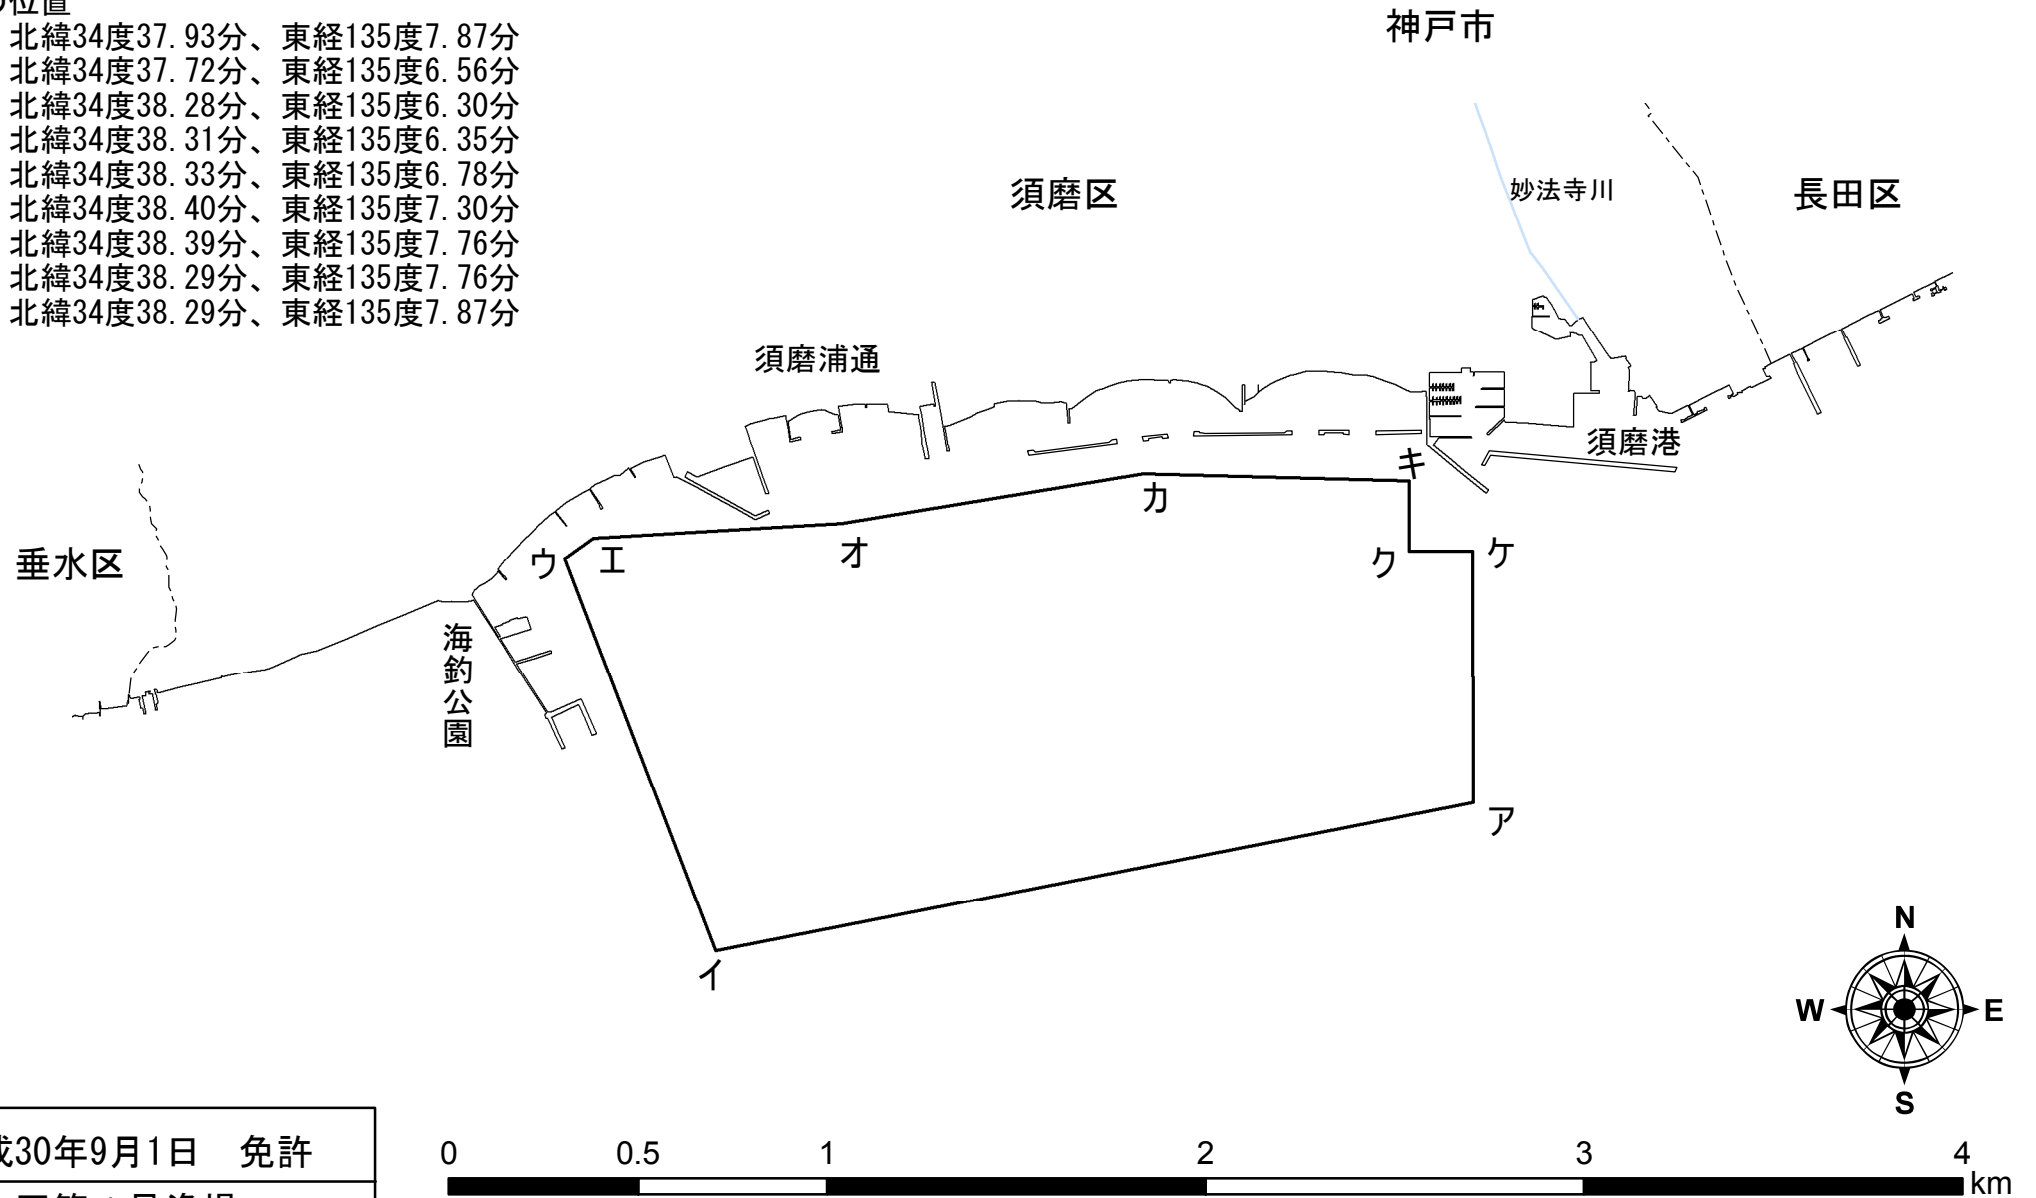 位置
北緯34度37.93分、東経135度7.87分
北緯34度37.72分、東経135度6.56分
北緯34度38.28分、東経135度6.30分
北緯34度38.31分、東経135度6.35分
北緯34度38.33分、東経135度6.78分
北緯34度38.40分、東経135度7.30分
北緯34度38.39分、東経135度7.76分
北緯34度38.29分、東経135度7.76分
北緯34度38.29分、東経135度7.87分
神戸市
須磨区
妙法寺川
長田区
須磨浦通
須磨港
垂水区
海釣公園
キ
カ
オ
ウ
エ
ク
ケ
ア
イ
N
W
E
S
30年9月1日 免許
0 0.5 1 2 3 4
km